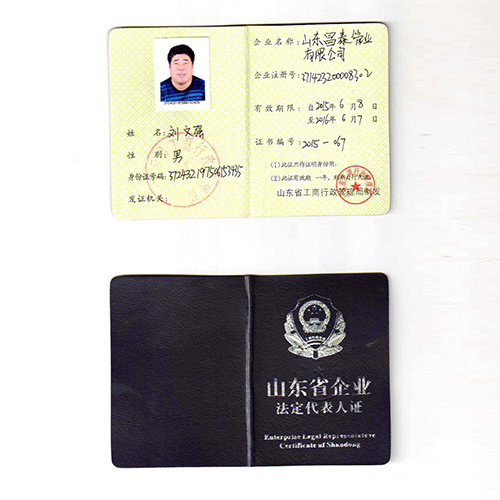 企业名称：山东昌泰管业
有限公司
企业注册号：371423200008302
有效期限：自2015年6月8日
至2016年6月7日
证书编号：2015-067
（1）此证只作证明身份用；
（2）此证有效期一年，
山东省工商行政管理局制发
姓名：刘文强
性别：男
身份证号码：
发证机关：
山东省企业
法定代表人证
Enterprise Legal Representatese
Certificate of Shandong